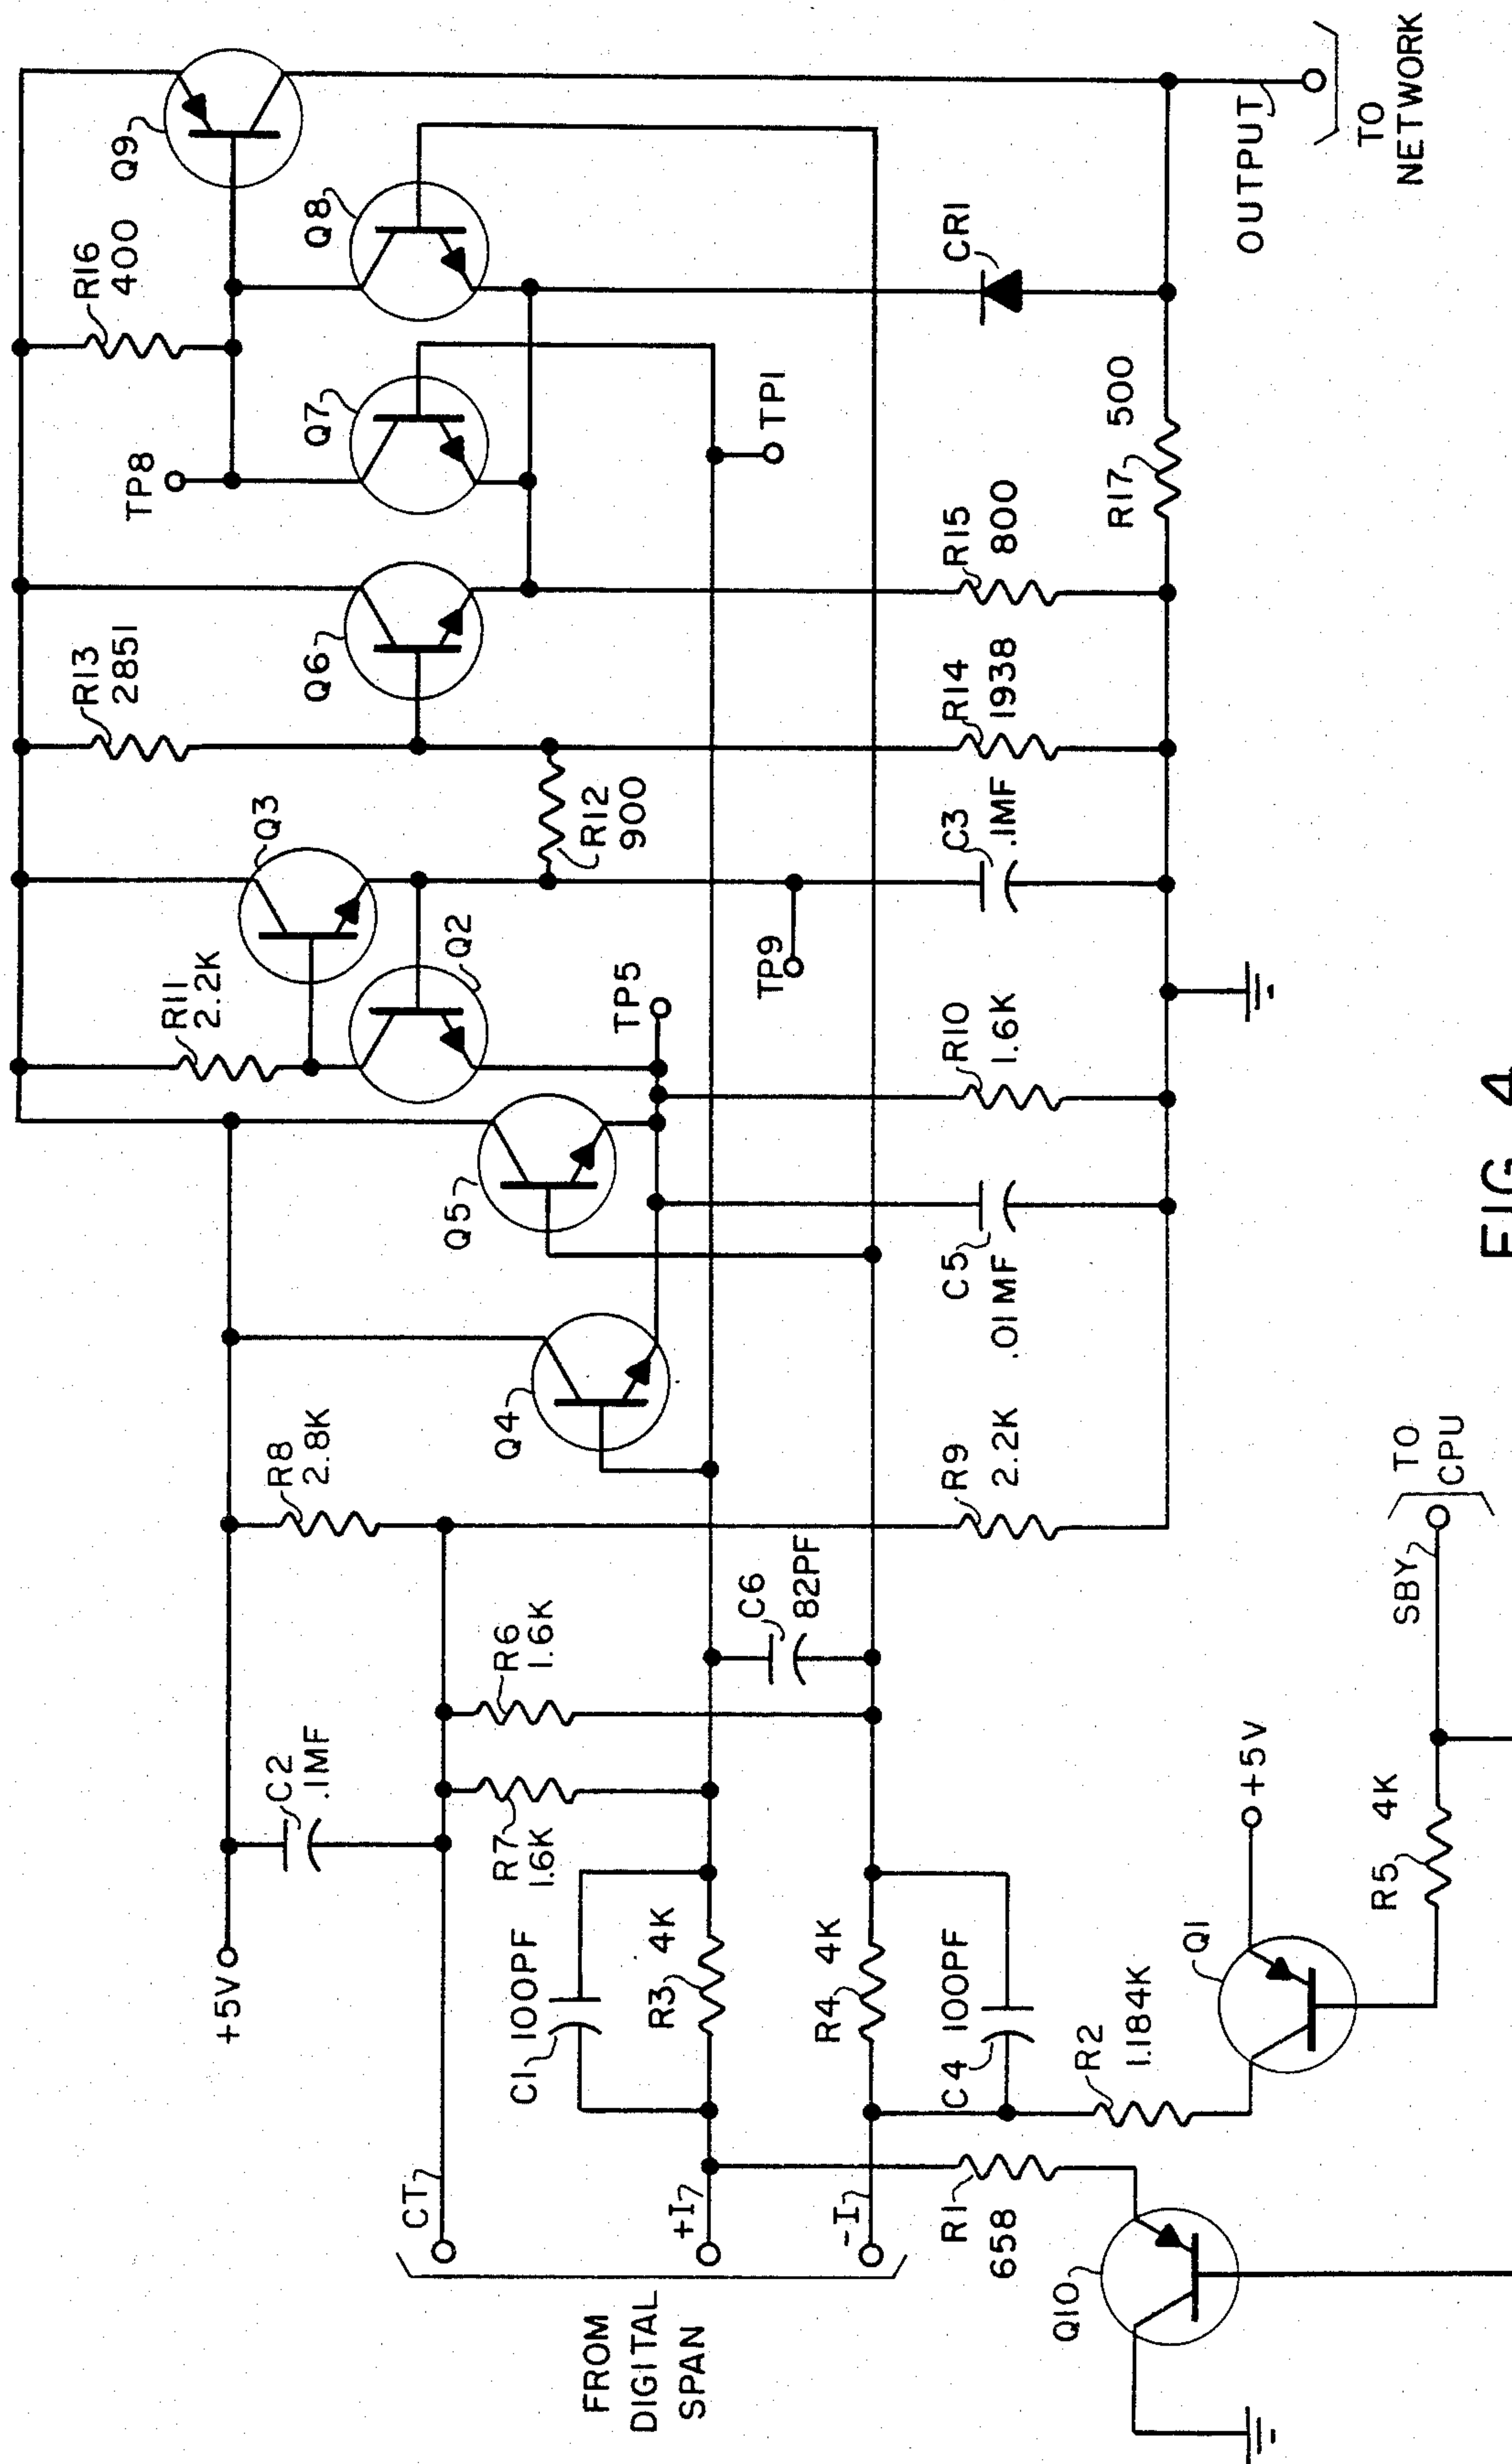 +5V
C2
.1MF
R8
2.8K
Q5
R11
2.2K
Q3
R13
2851
TP8
R16
400
Q9
Q8
Q7
Q6
Q2
R12
900
TP5
Q4
CT
R7
1.6K
R6
1.6K
FROM
DIGITAL
SPAN
C1
100PF
+I
R3
4K
C6
82PF
TP9
TP1
-I
R4
4K
R9
2.2K
C5
.01MF
R10
1.6K
C3
.1MF
R14
1938
R15
800
CR1
R1
658
C4
100PF
R2
1.184K
R17
500
Q10
Q1
+5V
OUTPUT
TO
NETWORK
R5
4K
SBY
TO
CPU
FIG. 4